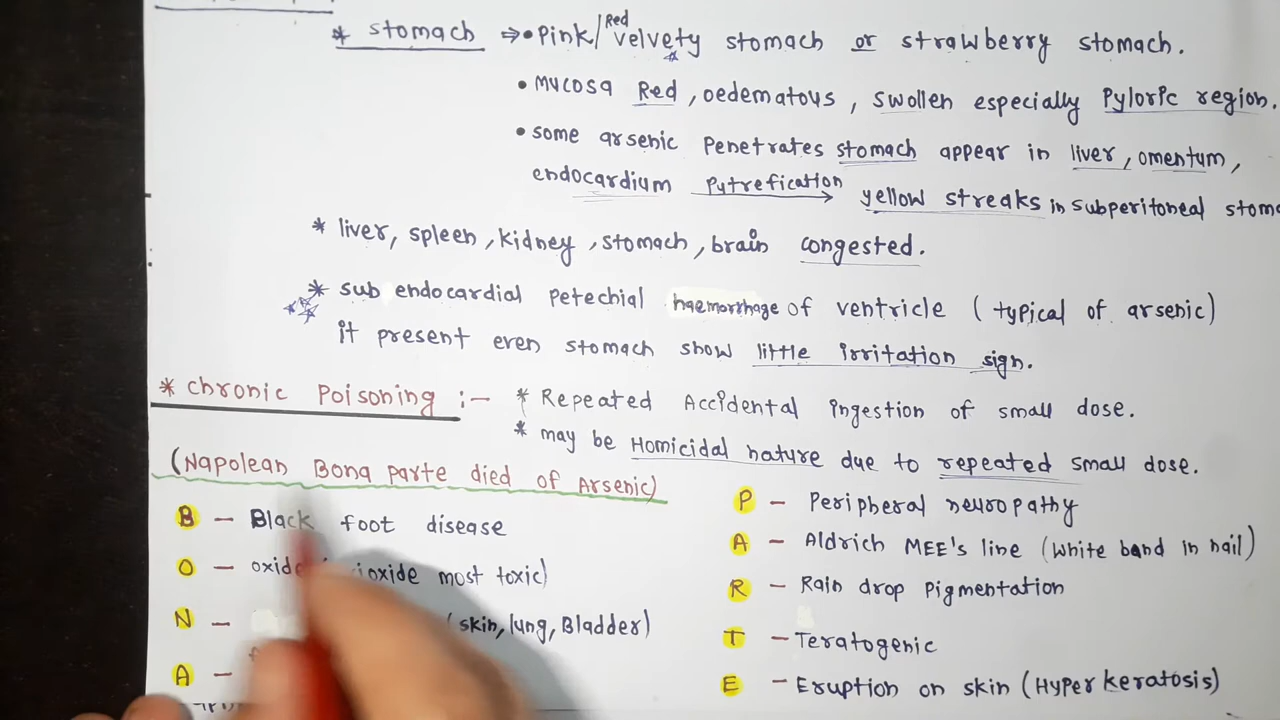 * stomach ⇒ • Pink/Red velvety stomach or strawberry stomach.
• Mucosa Red, oedematous, swollen especially Pyloric region.
• some arsenic Penetrates stomach appear in liver, omentum,
endocardium Putrefication → yellow streaks in subperitoneal
* liver, spleen, kidney, stomach, brain congested.
* sub endocardial petechial haemorrhage of ventricle (typical of arsenic)
it present even stomach show little irritation sign.
* Chronic Poisoning :- * Repeated Accidental ingestion of small dose.
* may be Homicidal nature due to repeated small dose.
(Napolean Bona parte died of Arsenic)
B - Black foot disease
O - most toxic)
N - (skin, lung, Bladder)
A -
P - Peripheral neuropathy
A - Aldrich MEE's line (white band in nail)
R - Rain drop pigmentation
T - Teratogenic
E - Eruption on skin (Hyper keratosis)